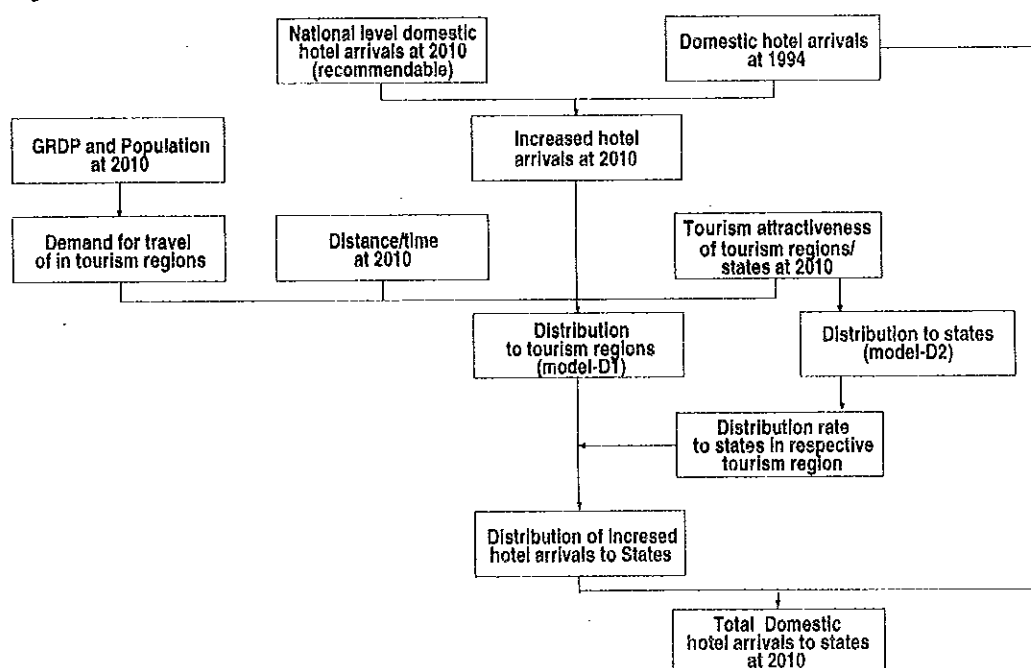 National level domestic
hotel arrivals at 2010
(recommendable)
Domestic hotel arrivals
at 1994
GRDP and Population
at 2010
Increased hotel
arrivals at 2010
Demand for travel
of in tourism regions
Distance/time
at 2010
Tourism attractiveness
of tourism regions/
states at 2010
Distribution
to tourism regions
(model-D1)
Distribution to states
(model-D2)
Distribution rate
to states in respective
tourism region
Distribution of Incresed
hotel arrivals to States
Total Domestic
hotel arrivals to states
at 2010